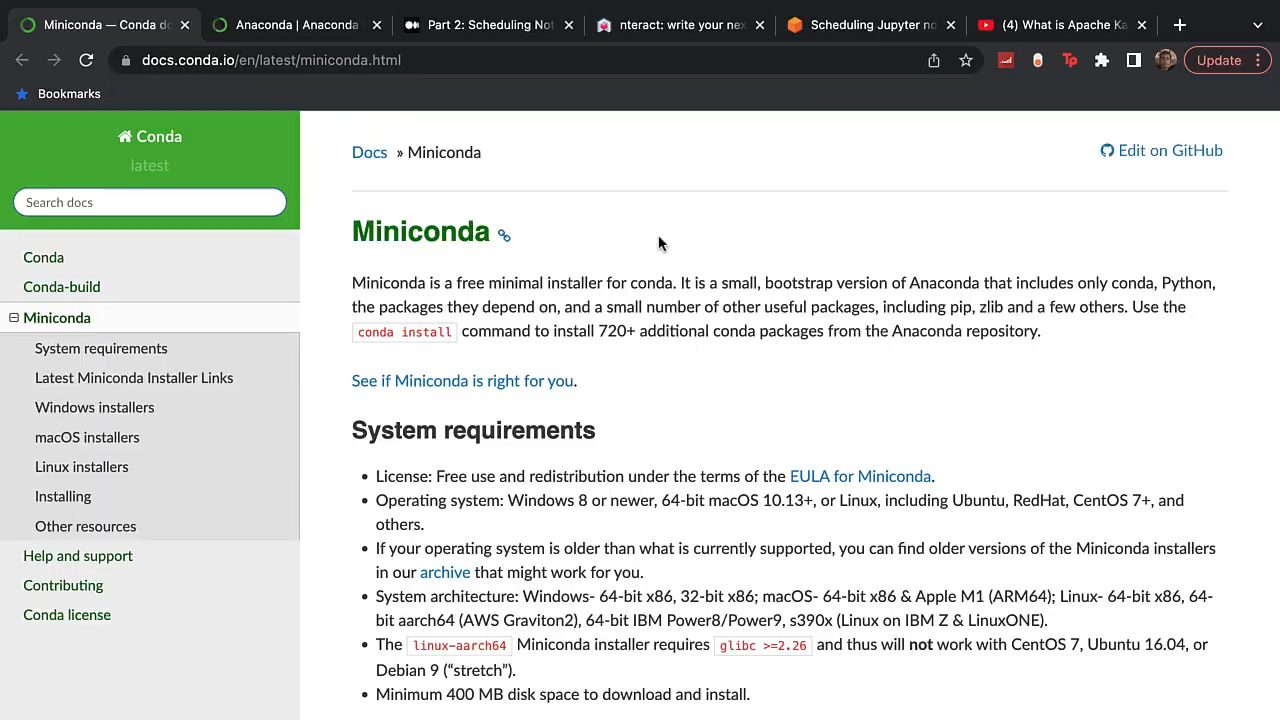 Miniconda — Conda do
Anaconda | Anaconda
Part 2: Scheduling Not
nteract: write your nex
Scheduling Jupyter no
(4) What is Apache Ka
docs.conda.io/en/latest/miniconda.html
Tp
Update
Bookmarks
Conda
latest
Search docs
Conda
Conda-build
Miniconda
System requirements
Latest Miniconda Installer Links
Windows installers
macOS installers
Linux installers
Installing
Other resources
Help and support
Contributing
Conda license
Docs » Miniconda
Edit on GitHub
Miniconda
Miniconda is a free minimal installer for conda. It is a small, bootstrap version of Anaconda that includes only conda, Python,
the packages they depend on, and a small number of other useful packages, including pip, zlib and a few others. Use the
conda install command to install 720+ additional conda packages from the Anaconda repository.
See if Miniconda is right for you.
System requirements
• License: Free use and redistribution under the terms of the EULA for Miniconda.
• Operating system: Windows 8 or newer, 64-bit macOS 10.13+, or Linux, including Ubuntu, RedHat, CentOS 7+, and
others.
• If your operating system is older than what is currently supported, you can find older versions of the Miniconda installers
in our archive that might work for you.
• System architecture: Windows- 64-bit x86, 32-bit x86; macOS- 64-bit x86 & Apple M1 (ARM64); Linux- 64-bit x86, 64-
bit aarch64 (AWS Graviton2), 64-bit IBM Power8/Power9, s390x (Linux on IBM Z & LinuxONE).
• The linux-aarch64 Miniconda installer requires glibc >=2.26 and thus will not work with CentOS 7, Ubuntu 16.04, or
Debian 9 (“stretch”).
• Minimum 400 MB disk space to download and install.